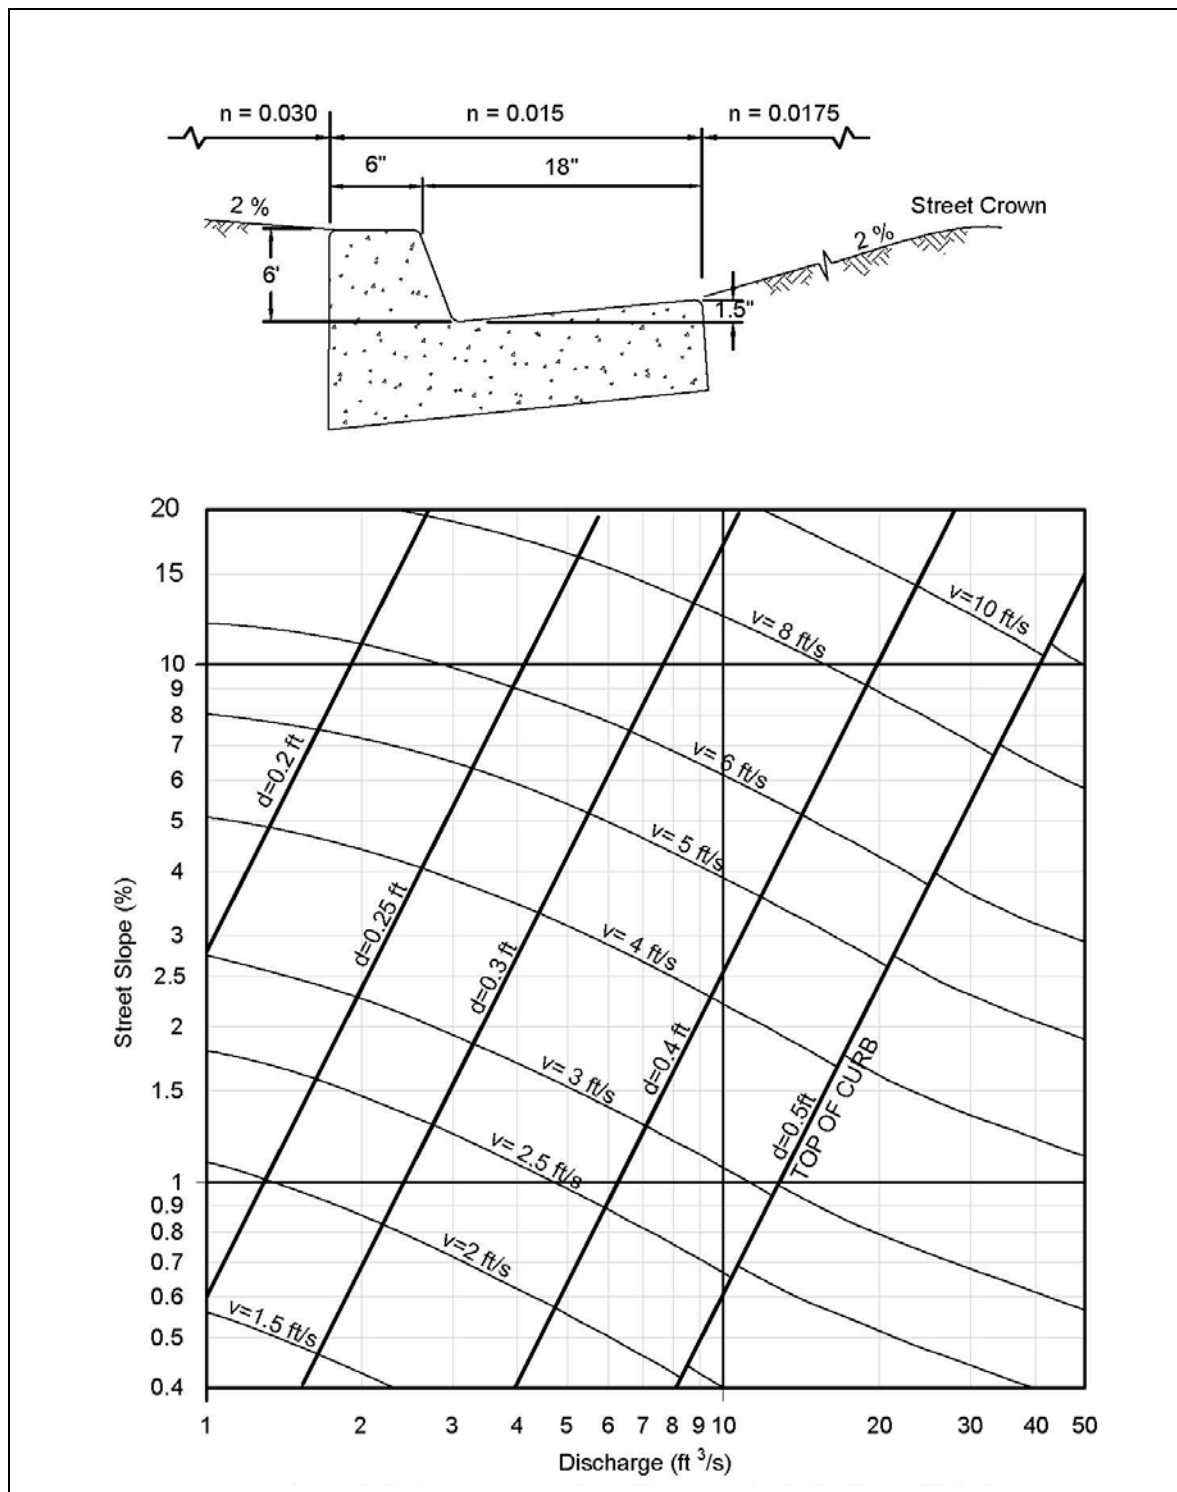 n = 0.030
n = 0.015
n = 0.0175
6"
18"
2 %
Street Crown
2 %
6'
1.5"
20
15
10
9
8
7
6
5
4
3
2.5
2
1.5
1
0.9
0.8
0.7
0.6
0.5
0.4
Street Slope (%)
v=10 ft/s
v= 8 ft/s
v= 6 ft/s
v= 5 ft/s
v= 4 ft/s
v= 3 ft/s
v= 2.5 ft/s
v=2 ft/s
v=1.5 ft/s
d=0.2 ft
d=0.25 ft
d=0.3 ft
d=0.4 ft
d=0.5ft
TOP OF CURB
1 2 3 4 5 6 7 8 9 10 20 30 40 50
Discharge (ft 3/s)